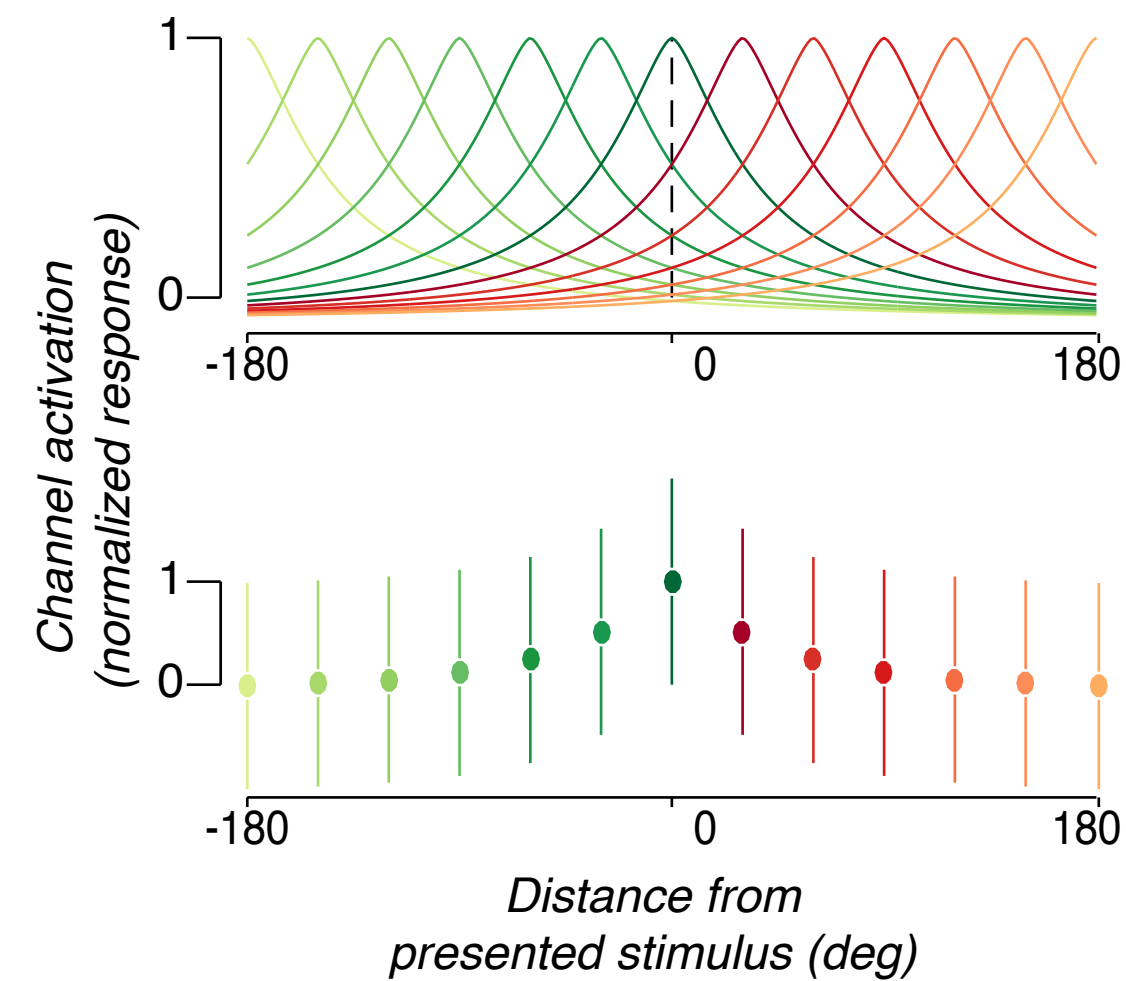 1
0
-180 0 180
Channel activation
(normalized response)
1
0
-180 0 180
Distance from
presented stimulus (deg)